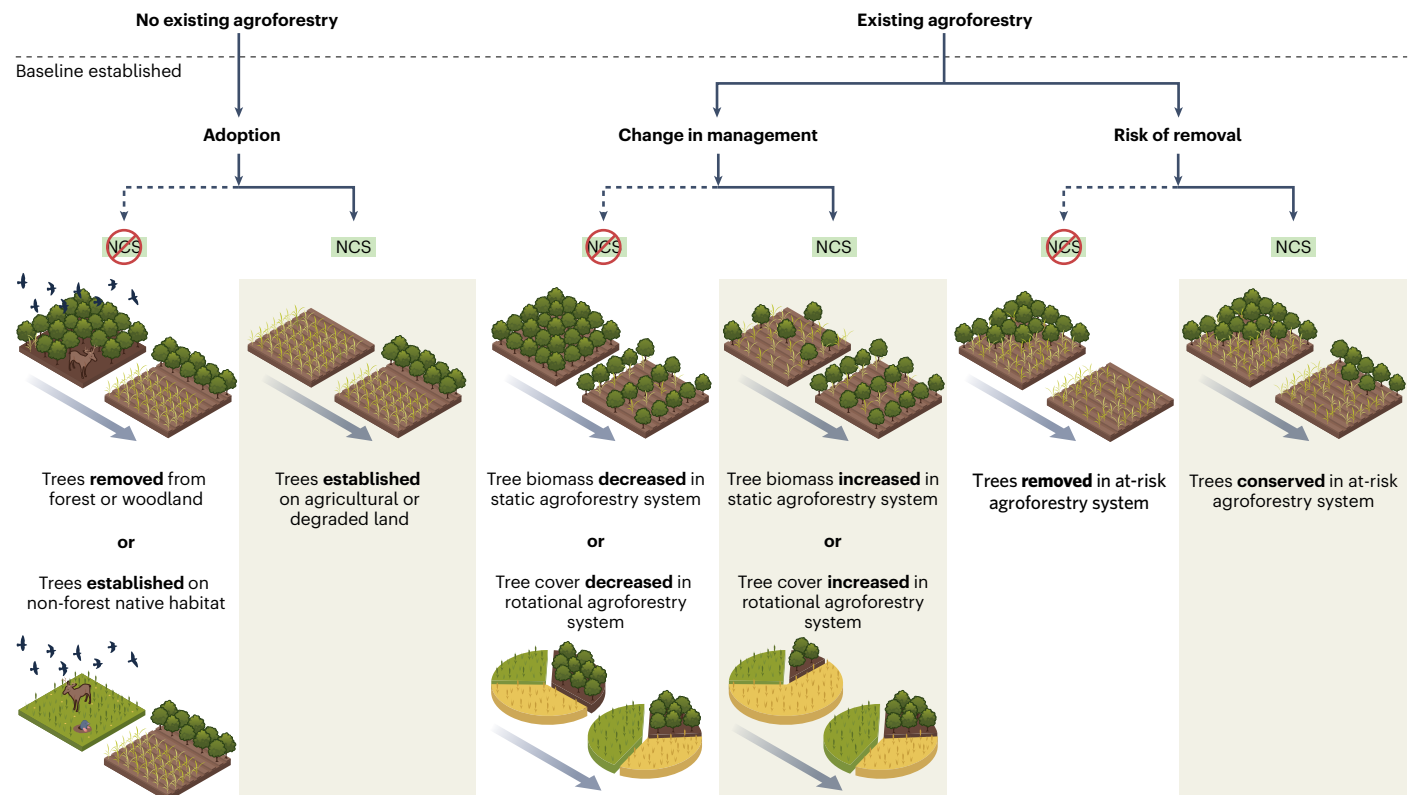 No existing agroforestry
Existing agroforestry
Baseline established
Adoption
Change in management
Risk of removal
NCS
NCS
NCS
NCS
NCS
NCS
Trees removed from
forest or woodland
or
Trees established on
non-forest native habitat
Trees established
on agricultural or
degraded land
Tree biomass decreased in
static agroforestry system
or
Tree cover decreased in
rotational agroforestry
system
Tree biomass increased in
static agroforestry system
or
Tree cover increased in
rotational agroforestry
system
Trees removed in at-risk
agroforestry system
Trees conserved in at-risk
agroforestry system